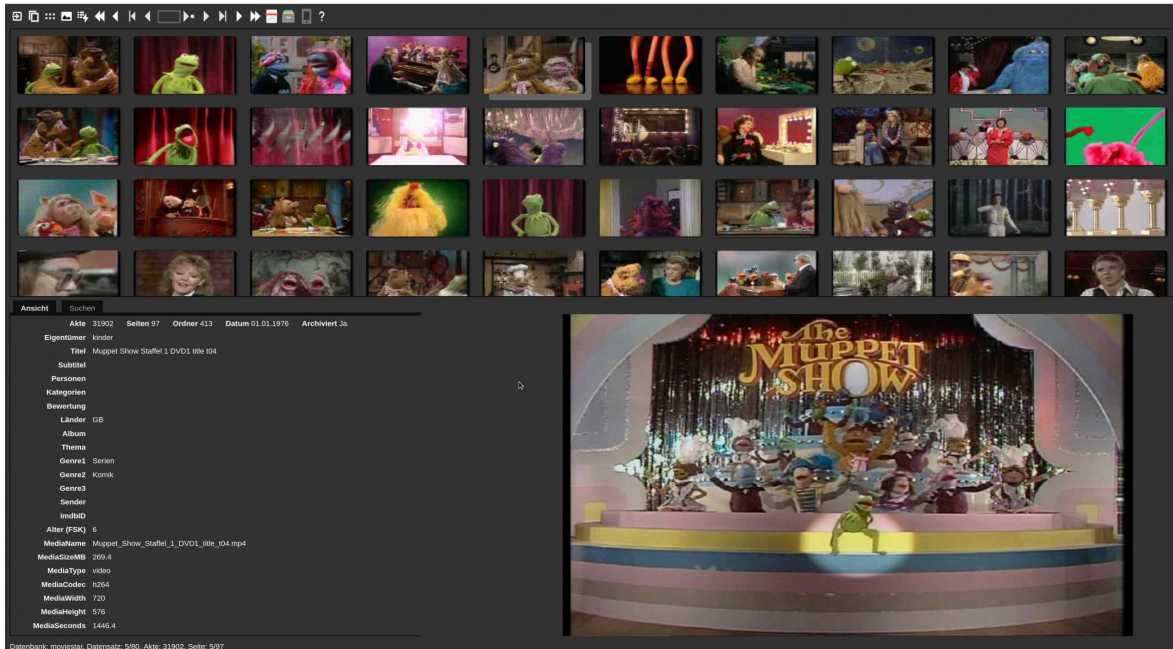 ?
Ansicht Suchen
Akte 31902 Seiten 97 Ordner 413 Datum 01.01.1976 Archiviert Ja
Eigentümer kinder
Titel Muppet Show Staffel 1 DVD1 title t04
Subtitel
Personen
Kategorien
Bewertung
Länder GB
Album
Thema
Genre1 Serien
Genre2 Komik
Genre3
Sender
imdbID
Alter (FSK) 6
MediaName Muppet_Show_Staffel_1_DVD1_title_t04.mp4
MediaSizeMB 269.4
MediaType video
MediaCodec h264
MediaWidth 720
MediaHeight 576
MediaSeconds 1446.4
The
MUPPET
SHOW
Datenbank: moviestar, Datensatz: 5/80, Akte: 31902, Seite: 5/97